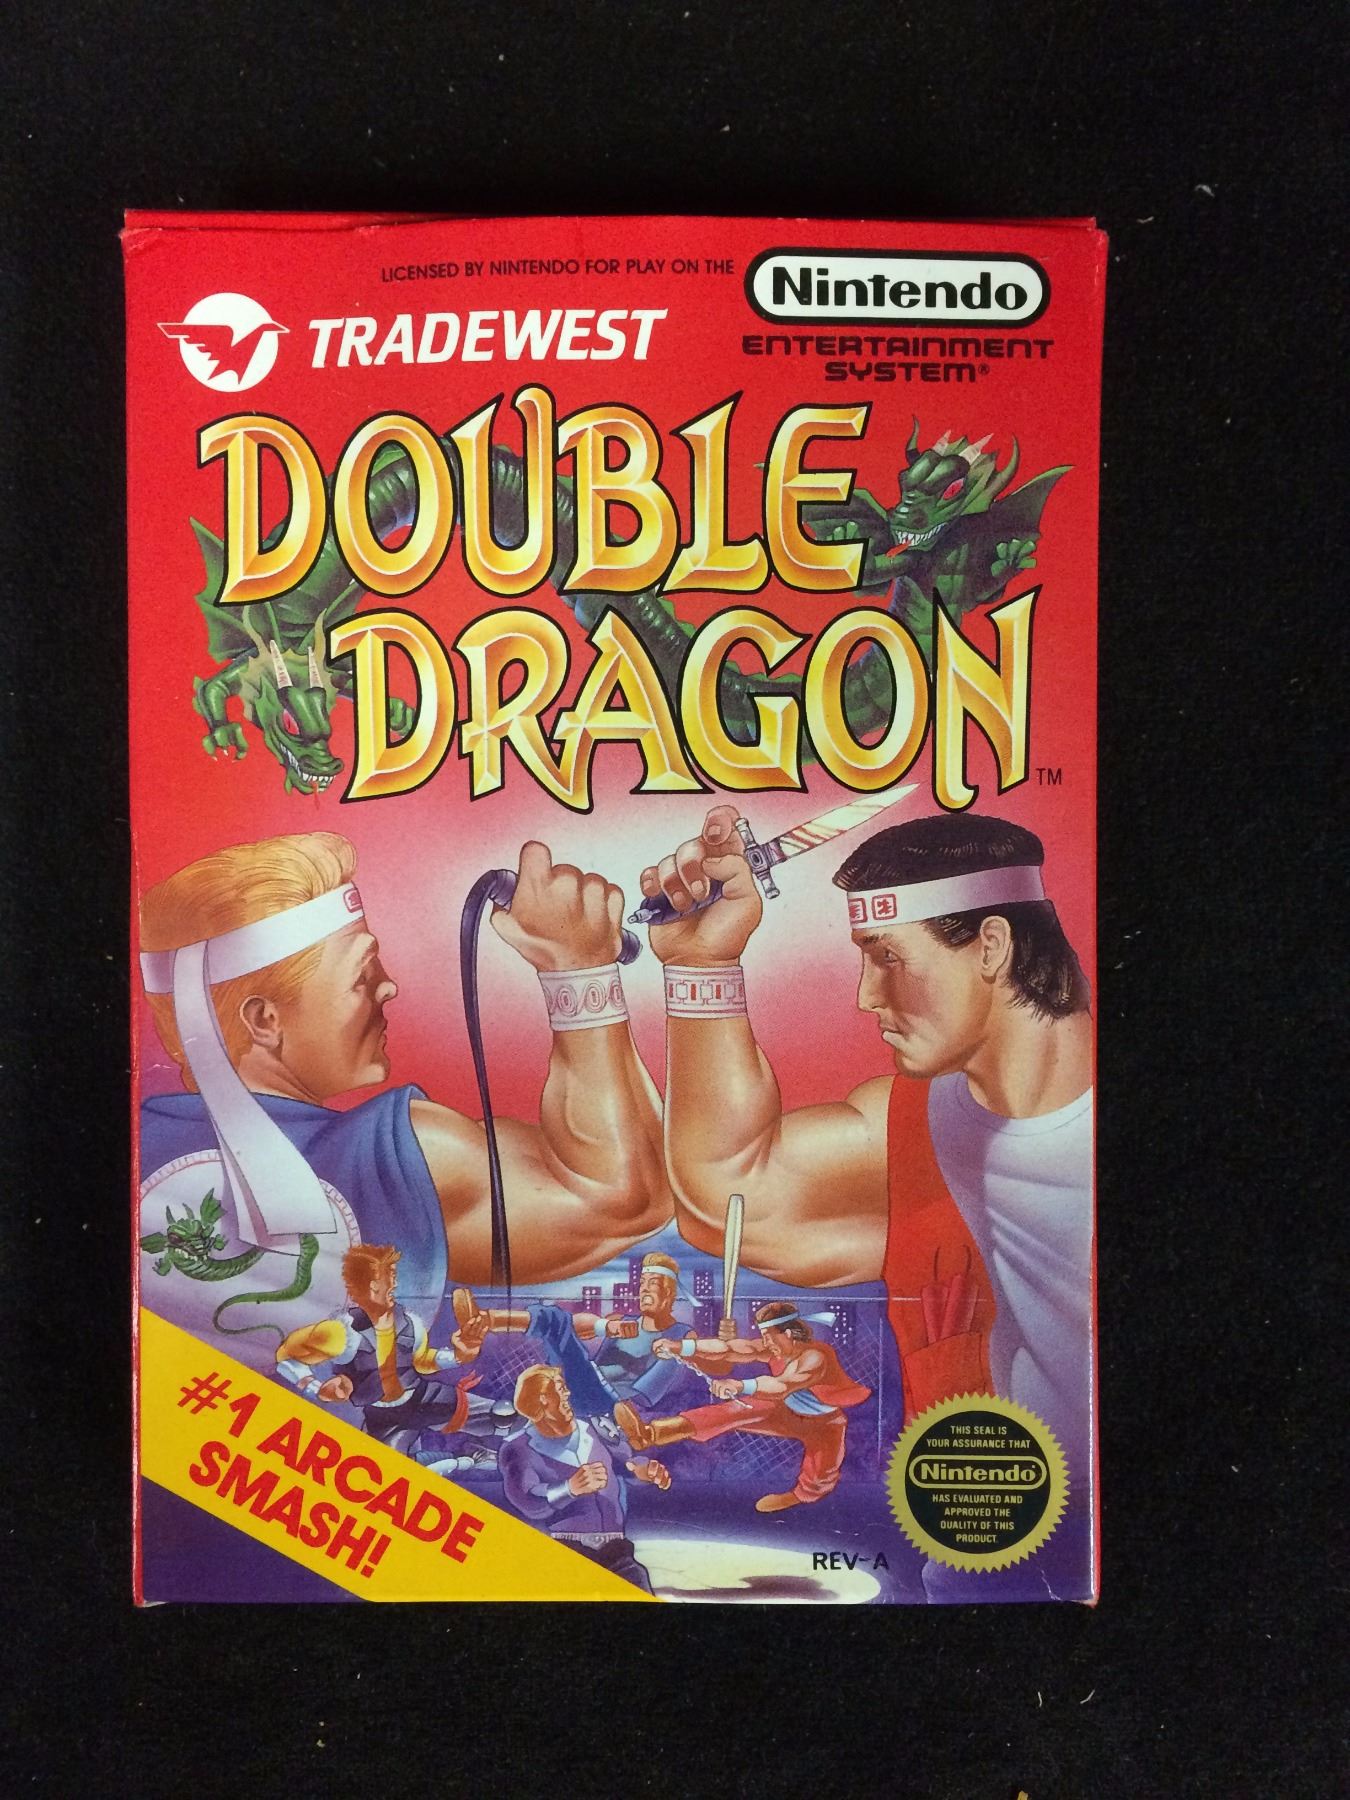 LICENSED BY NINTENDO FOR PLAY ON THE
Nintendo
ENTERTAINMENT
SYSTEM®
TRADEWEST
DOUBLE
DRAGON
TM
#1 ARCADE
SMASH!
REV-A
THIS SEAL IS
YOUR ASSURANCE THAT
Nintendo®
HAS EVALUATED AND
APPROVED THE
QUALITY OF THIS
PRODUCT.